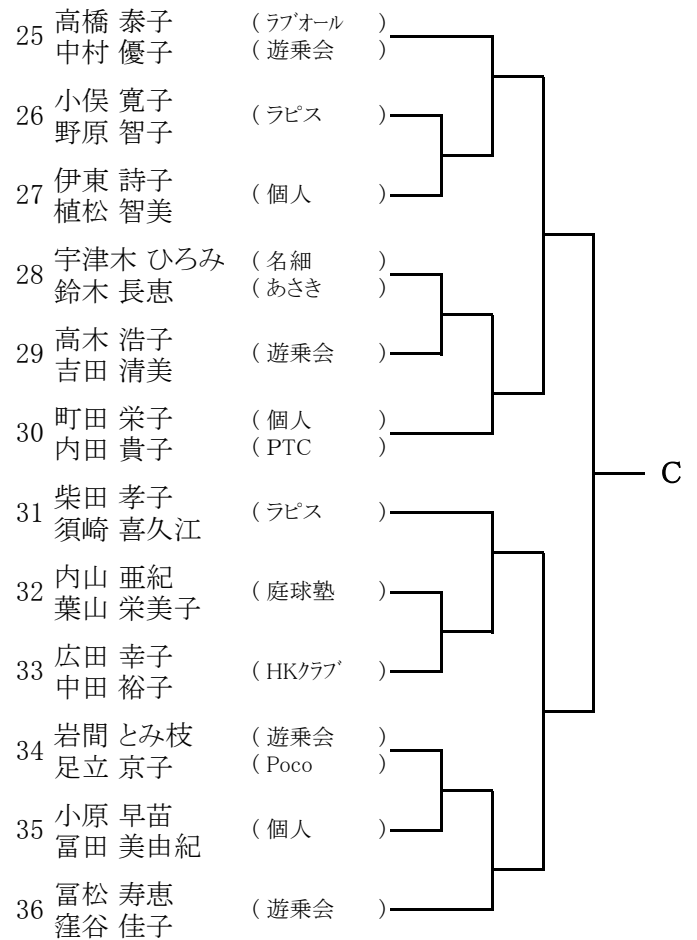 25 高橋 泰子 ( ﾗﾌﾞｵｰﾙ )
中村 優子 ( 遊乗会 )
26 小俣 寛子 ( ラピス )
野原 智子
27 伊東 詩子 ( 個人 )
植松 智美
28 宇津木 ひろみ ( 名細 )
鈴木 長恵 ( あさき )
29 高木 浩子 ( 遊乗会 )
吉田 清美
30 町田 栄子 ( 個人 )
内田 貴子 ( PTC )
C
31 柴田 孝子 ( ラピス )
須崎 喜久江
32 内山 亜紀 ( 庭球塾 )
葉山 栄美子
33 広田 幸子 ( HKｸﾗﾌﾞ )
中田 裕子
34 岩間 とみ枝 ( 遊乗会 )
足立 京子 ( Poco )
35 小原 早苗 ( 個人 )
冨田 美由紀
36 冨松 寿恵 ( 遊乗会 )
窪谷 佳子